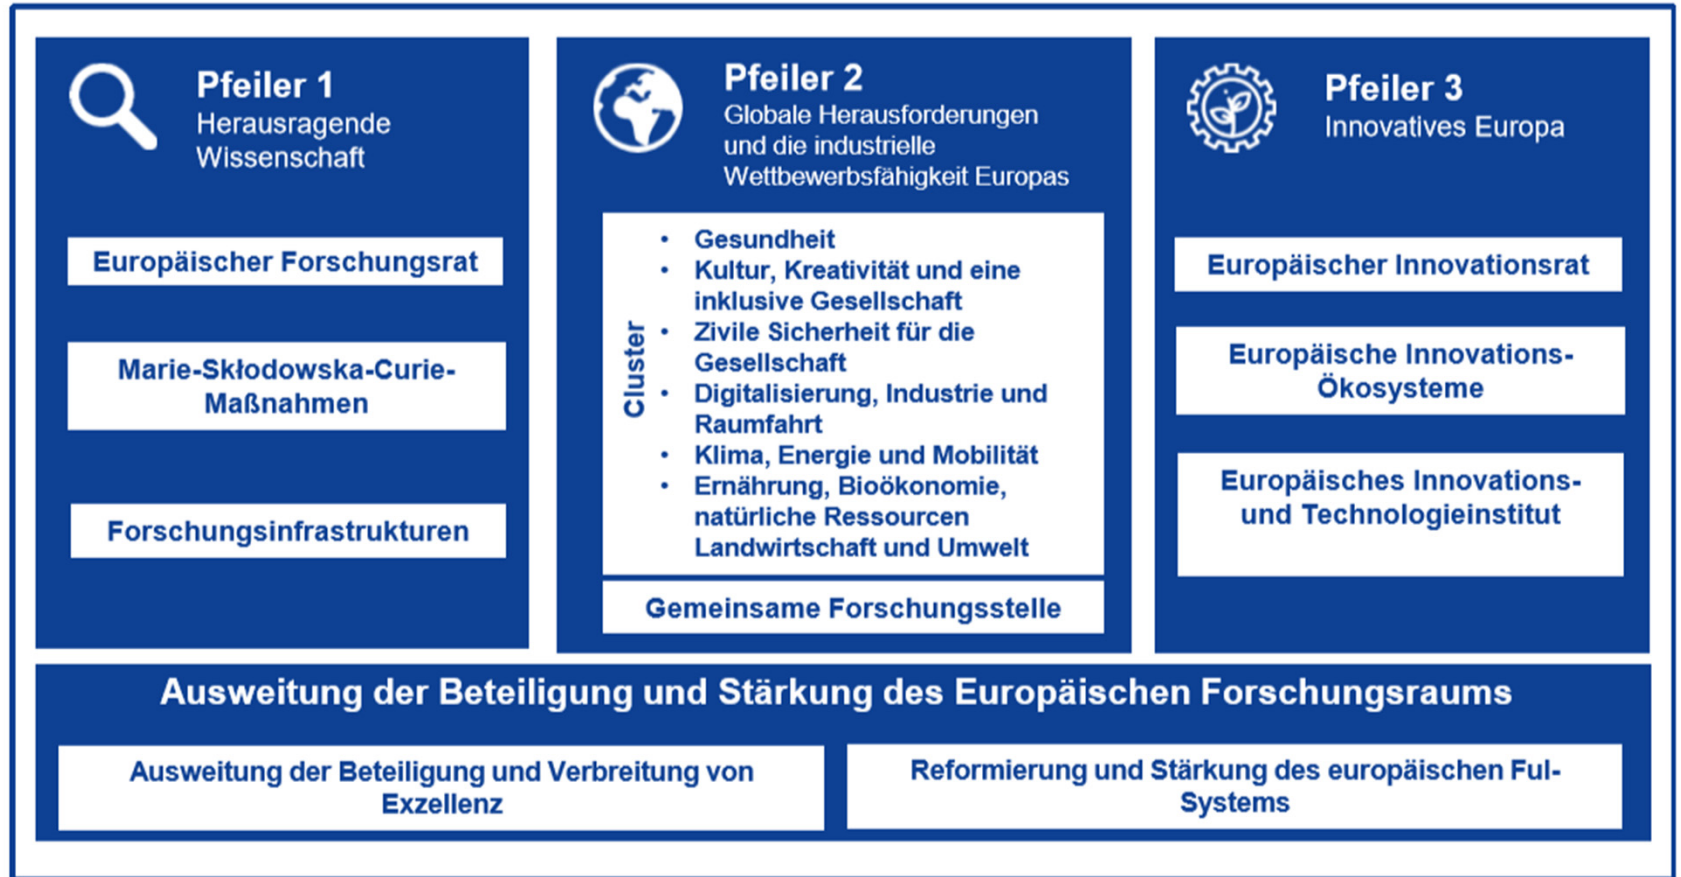 Pfeiler 1
Herausragende
Wissenschaft
Europäischer Forschungsrat
Marie-Skłodowska-Curie-
Maßnahmen
Forschungsinfrastrukturen
Pfeiler 2
Globale Herausforderungen
und die industrielle
Wettbewerbsfähigkeit Europas
Cluster
• Gesundheit
• Kultur, Kreativität und eine
inklusive Gesellschaft
• Zivile Sicherheit für die
Gesellschaft
• Digitalisierung, Industrie und
Raumfahrt
• Klima, Energie und Mobilität
• Ernährung, Bioökonomie,
natürliche Ressourcen
Landwirtschaft und Umwelt
Gemeinsame Forschungsstelle
Pfeiler 3
Innovatives Europa
Europäischer Innovationsrat
Europäische Innovations-
Ökosysteme
Europäisches Innovations-
und Technologieinstitut
Ausweitung der Beteiligung und Stärkung des Europäischen Forschungsraums
Ausweitung der Beteiligung und Verbreitung von
Exzellenz
Reformierung und Stärkung des europäischen FuI-
Systems